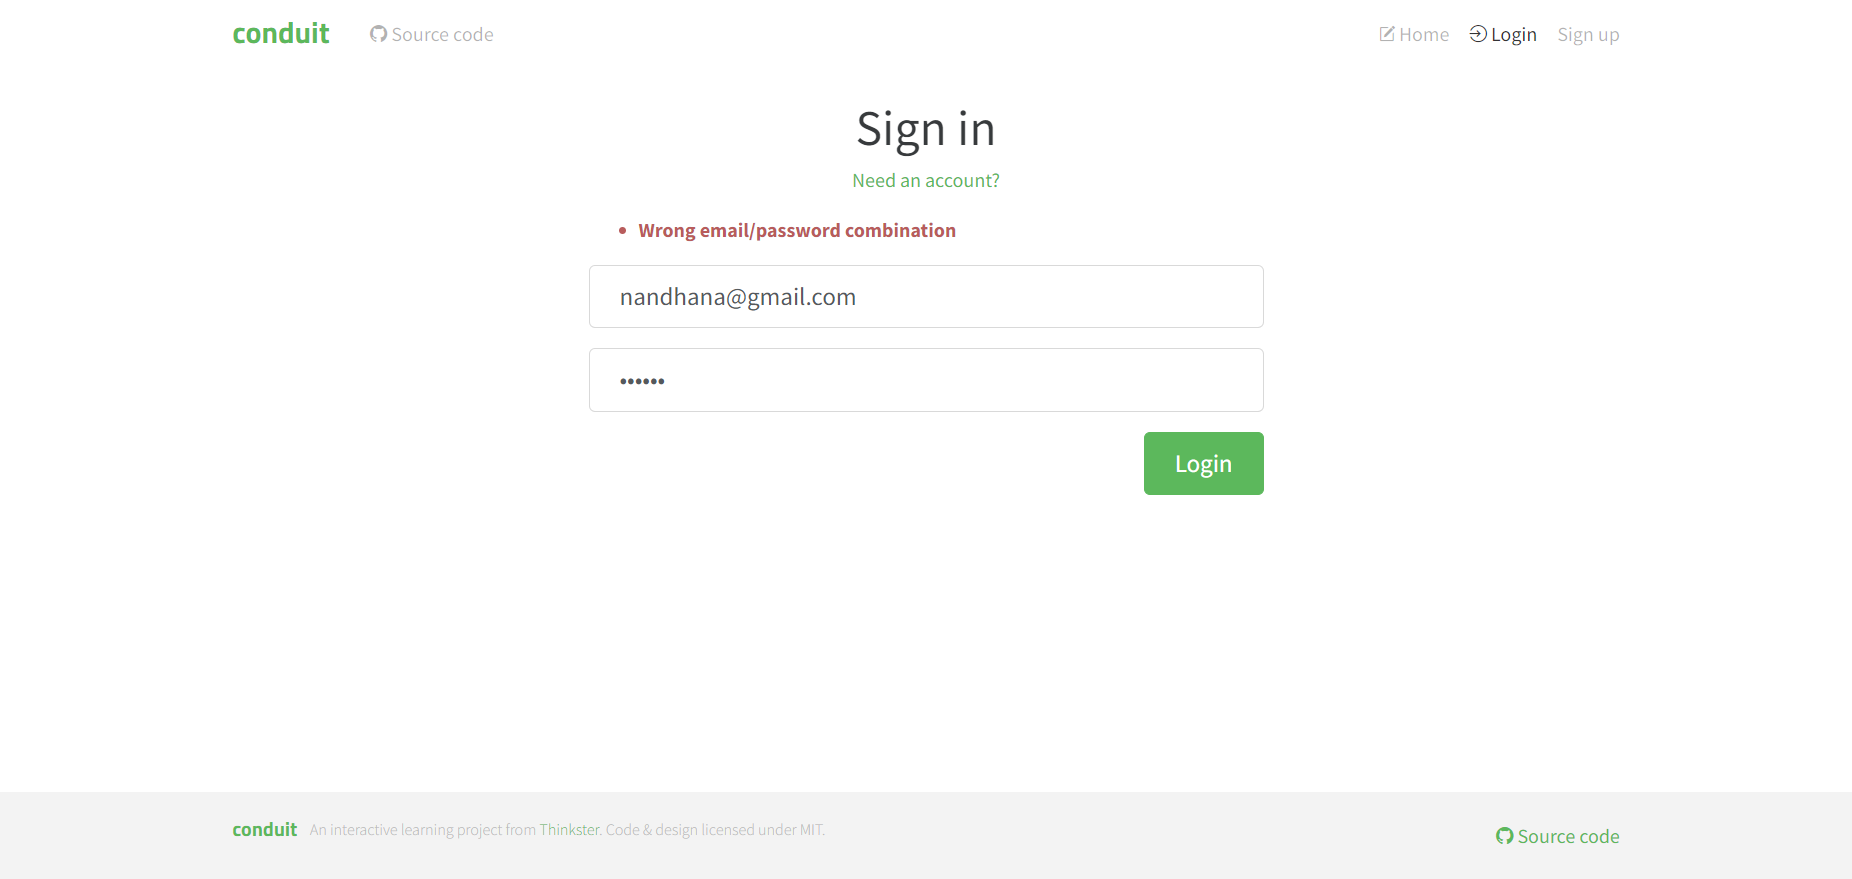 conduit
Source code
Home
Login
Sign up
Sign in
Need an account?
Wrong email/password combination
nandhana@gmail.com
••••••
Login
conduit
An interactive learning project from Thinkster. Code & design licensed under MIT.
Source code